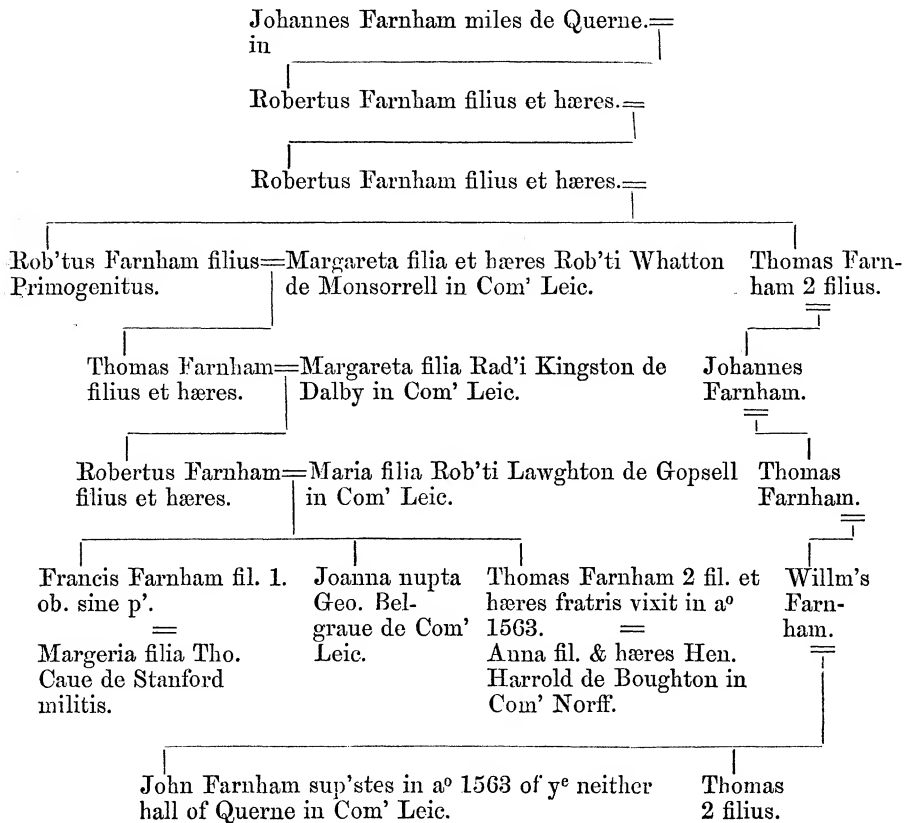 Johannes Farnham miles de Querne.=
in
Robertus Farnham filius et hæres.=
Robertus Farnham filius et hæres.=
Rob'tus Farnham filius=Margareta filia et hæres Rob'ti Whatton
Primogenitus.
de Monsorrell in Com' Leic.
Thomas Farn-
ham 2 filius.
=
Thomas Farnham=Margareta filia Rad'i Kingston de
filius et hæres.
Dalby in Com' Leic.
Johannes
Farnham.
=
Robertus Farnham=Maria filia Rob'ti Lawghton de Gopsell
filius et hæres.
in Com' Leic.
Thomas
Farnham.
=
Francis Farnham fil. 1.
ob. sine p'.
=
Margeria filia Tho.
Caue de Stanford
militis.
Joanna nupta
Geo. Bel-
graue de Com'
Leic.
Thomas Farnham 2 fil. et
hæres fratris vixit in aº
1563. =
Anna fil. & hæres Hen.
Harrold de Boughton in
Com' Norff.
Willm's
Farn-
ham.
=
John Farnham sup'stes in aº 1563 of yᵉ neither
hall of Querne in Com' Leic.
Thomas
2 filius.